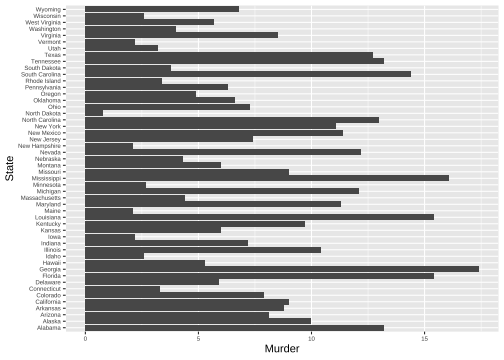 Wyoming
Wisconsin
West Virginia
Washington
Virginia
Vermont
Utah
Texas
Tennessee
South Dakota
South Carolina
Rhode Island
Pennsylvania
Oregon
Oklahoma
Ohio
North Dakota
North Carolina
New York
New Mexico
New Jersey
New Hampshire
Nevada
Nebraska
Montana
Missouri
Mississippi
Minnesota
Michigan
Massachusetts
Maryland
Maine
Louisiana
Kentucky
Kansas
Iowa
Indiana
Illinois
Idaho
Hawaii
Georgia
Florida
Delaware
Connecticut
Colorado
California
Arkansas
Arizona
Alaska
Alabama
State
0 5 10 15
Murder